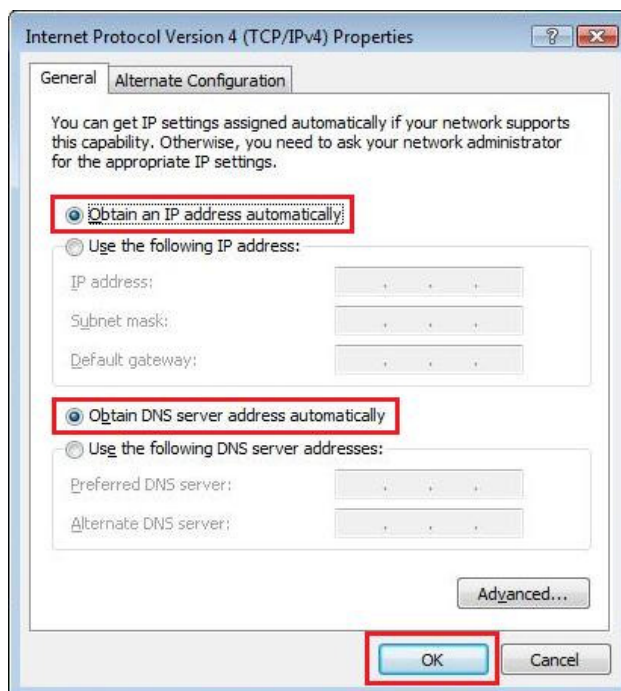 Internet Protocol Version 4 (TCP/IPv4) Properties
General
Alternate Configuration
You can get IP settings assigned automatically if your network supports
this capability. Otherwise, you need to ask your network administrator
for the appropriate IP settings.
Obtain an IP address automatically
Use the following IP address:
IP address:
Subnet mask:
Default gateway:
Obtain DNS server address automatically
Use the following DNS server addresses:
Preferred DNS server:
Alternate DNS server:
Advanced...
OK
Cancel